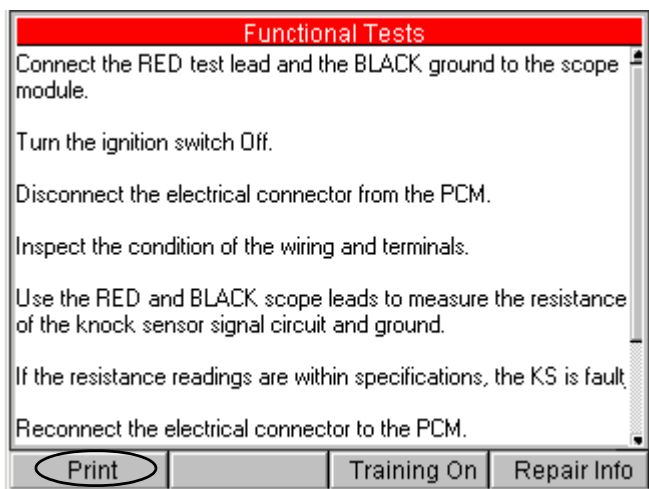 Functional Tests
Connect the RED test lead and the BLACK ground to the scope
module.
Turn the ignition switch Off.
Disconnect the electrical connector from the PCM.
Inspect the condition of the wiring and terminals.
Use the RED and BLACK scope leads to measure the resistance
of the knock sensor signal circuit and ground.
If the resistance readings are within specifications, the KS is fault
Reconnect the electrical connector to the PCM.
Print
Training On
Repair Info